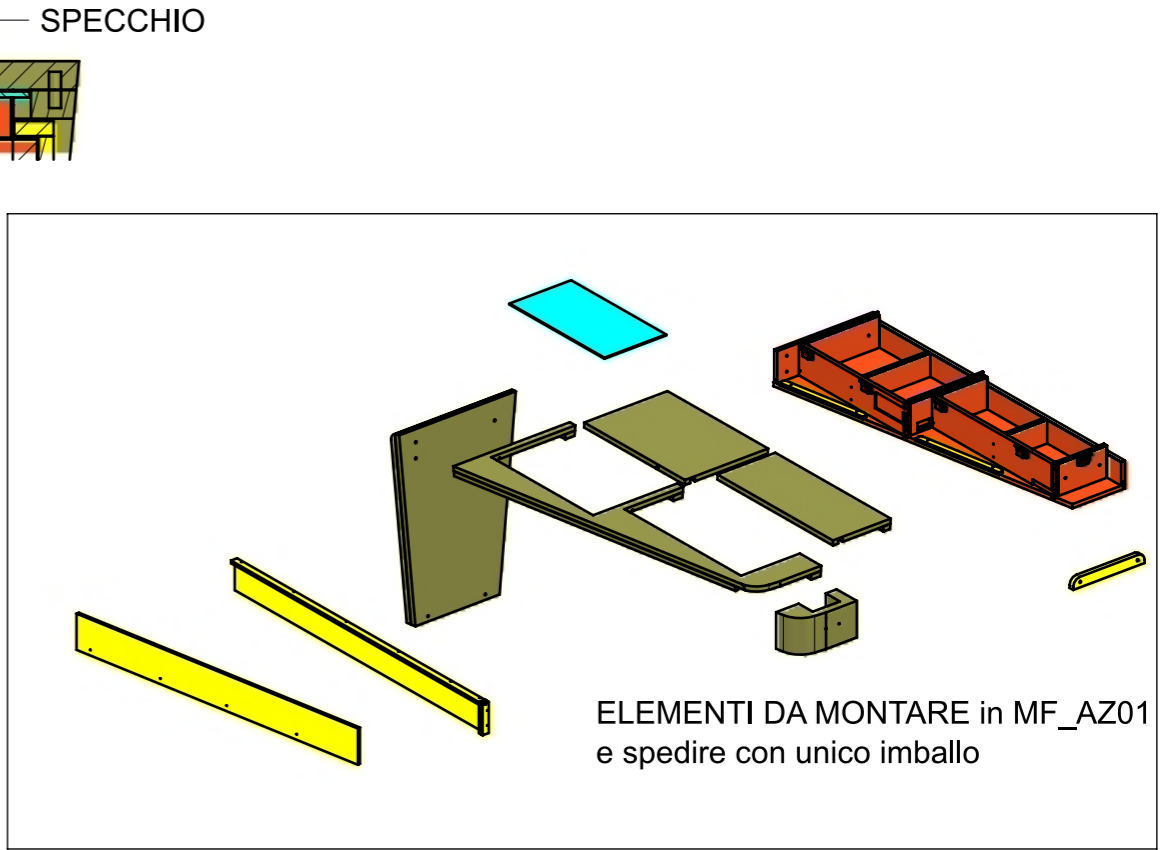 SPECCHIO
ELEMENTI DA MONTARE in MF_AZ01
e spedire con unico imballo